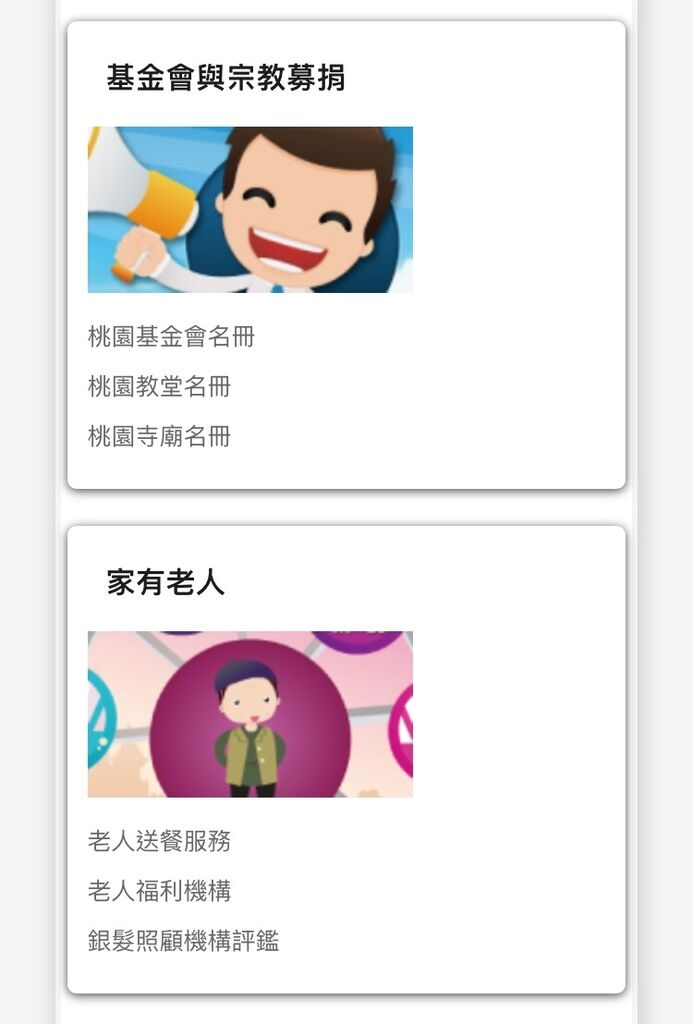 基金會與宗教募捐
桃園基金會名冊
桃園教堂名冊
桃園寺廟名冊
家有老人
老人送餐服務
老人福利機構
銀髮照顧機構評鑑